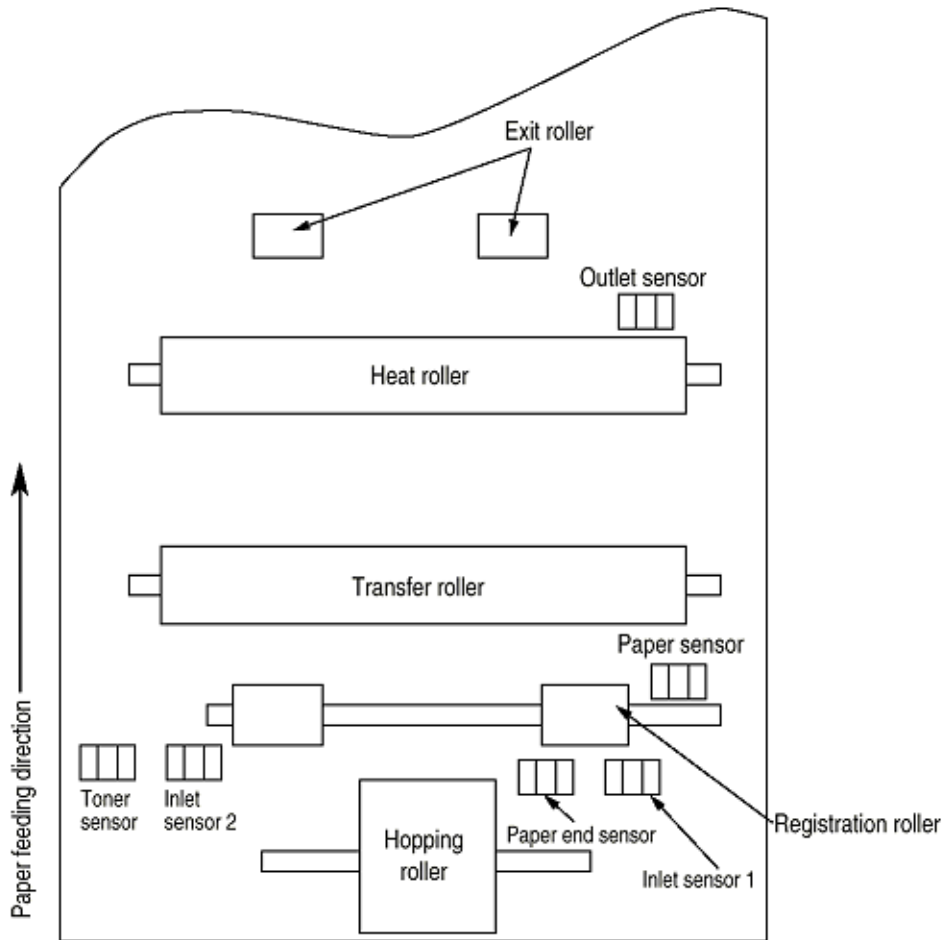 Exit roller
Outlet sensor
Heat roller
Transfer roller
Paper sensor
Paper feeding direction
Toner
sensor
Inlet
sensor 2
Hopping
roller
Paper end sensor
Registration roller
Inlet sensor 1